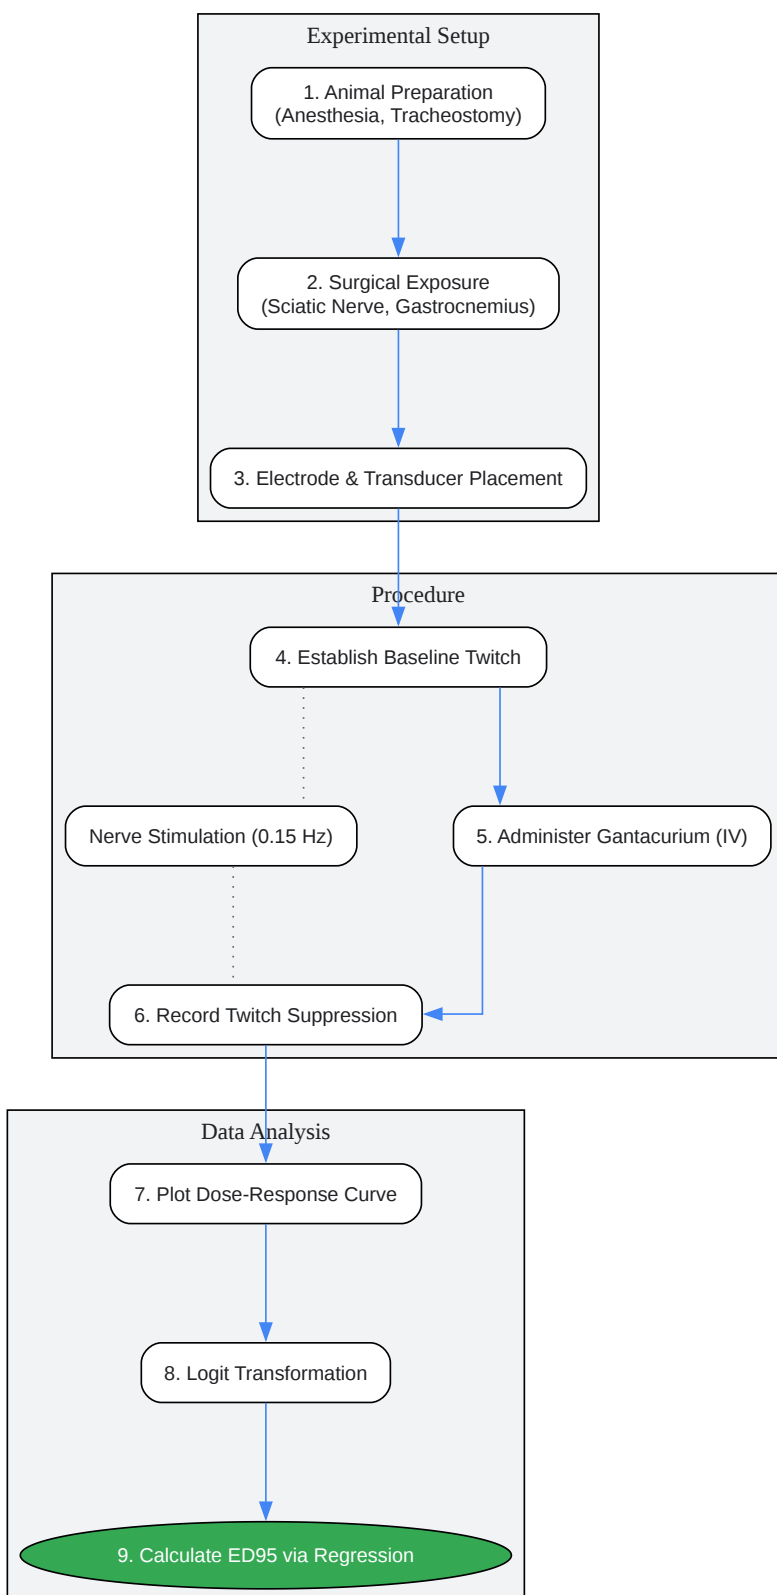 Experimental Setup
1. Animal Preparation
(Anesthesia, Tracheostomy)
2. Surgical Exposure
(Sciatic Nerve, Gastrocnemius)
3. Electrode & Transducer Placement
Procedure
4. Establish Baseline Twitch
Nerve Stimulation (0.15 Hz)
5. Administer Gantacurium (IV)
6. Record Twitch Suppression
Data Analysis
7. Plot Dose-Response Curve
8. Logit Transformation
9. Calculate ED95 via Regression